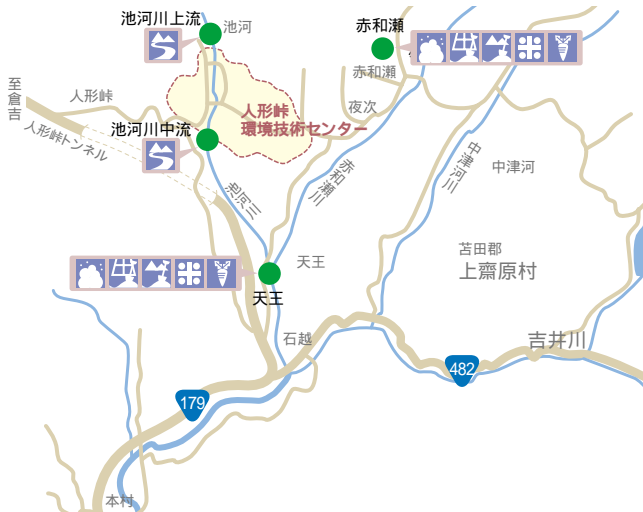 池河川上流
池河
赤和瀬
赤和瀬
至倉吉
人形峠
夜次
人形峠
環境技術センター
池河川中流
人形峠トンネル
赤和瀬川
中津河川
中津河
池河川
苫田郡
上齋原村
天王
天王
石越
吉井川
482
179
本村